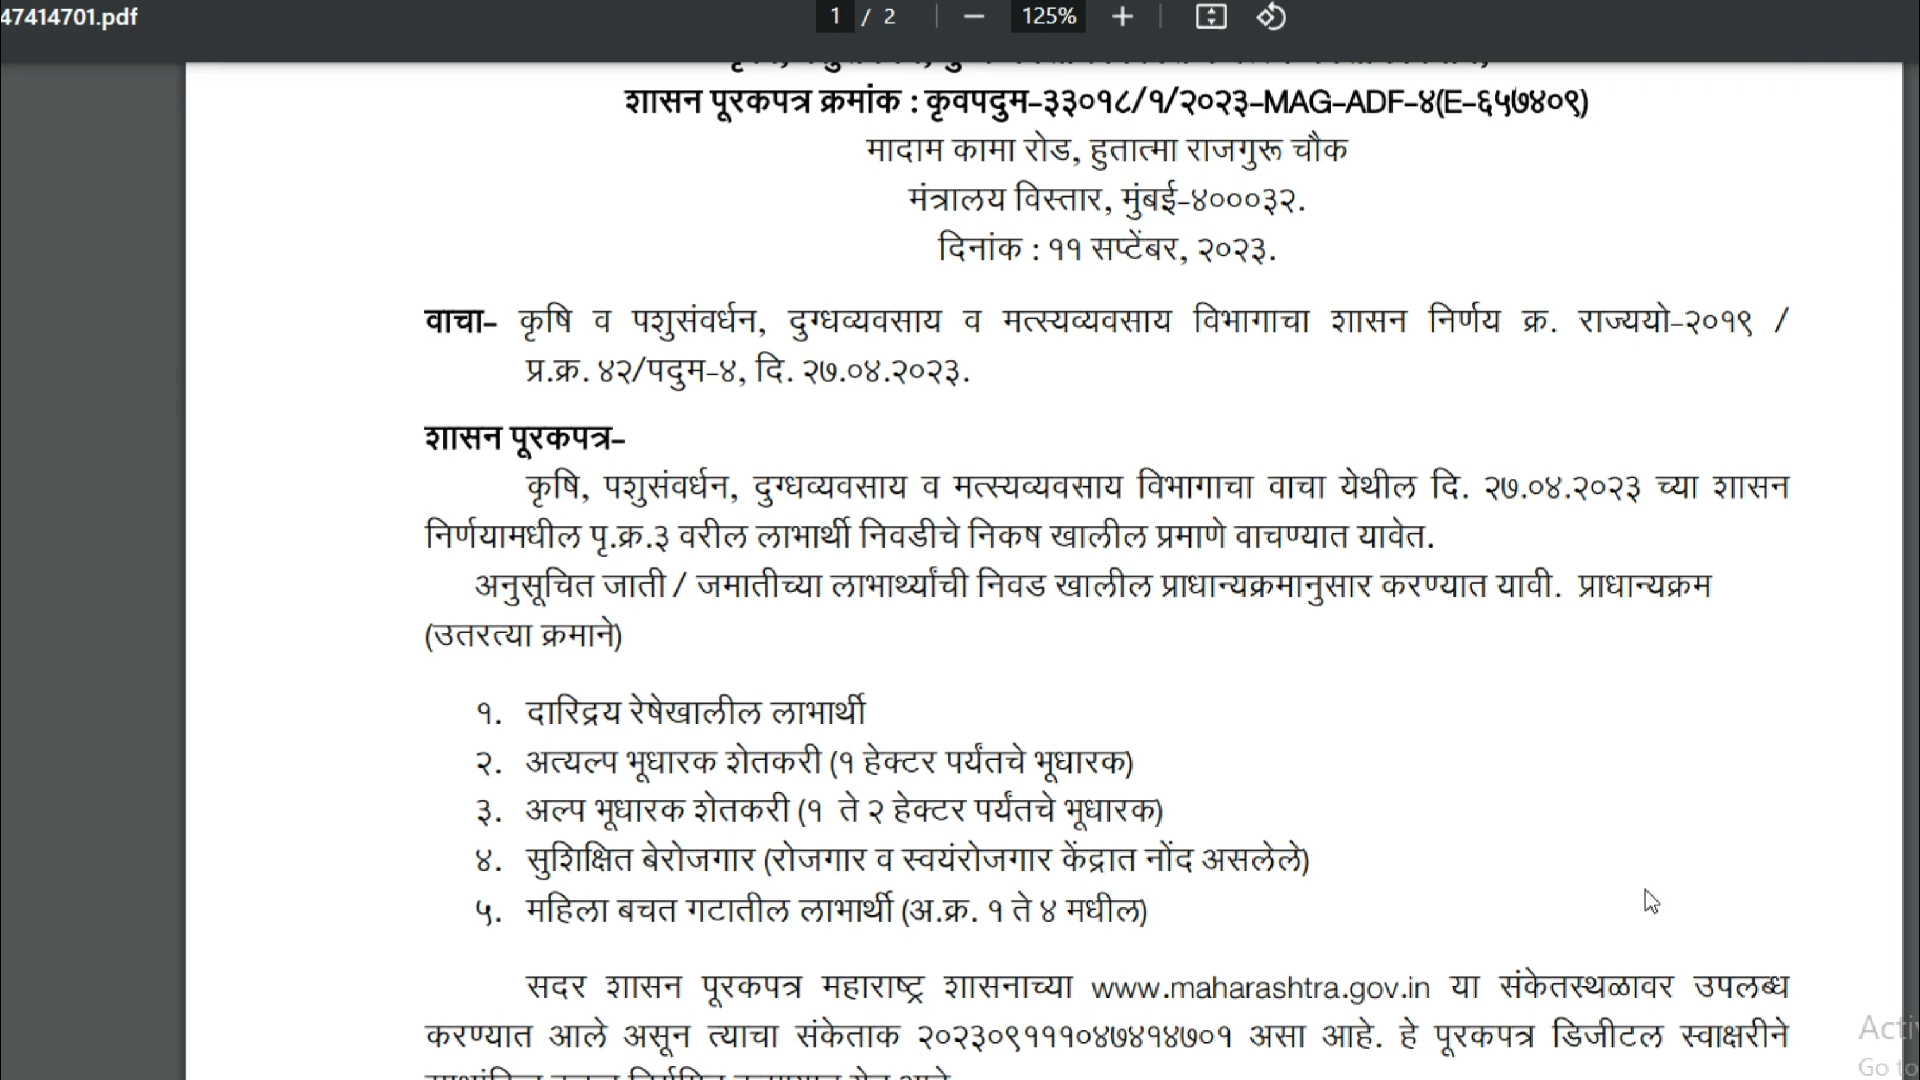 47414701.pdf
1 / 2
125%
शासन पूरकपत्र क्रमांक : कृवपदुम-३३०१८/१/२०२३-MAG-ADF-४(E-६५७४०९)
मादाम कामा रोड, हुतात्मा राजगुरू चौक
मंत्रालय विस्तार, मुंबई-४०००३२.
दिनांक : ११ सप्टेंबर, २०२३.
वाचा- कृषि व पशुसंवर्धन, दुग्धव्यवसाय व मत्स्यव्यवसाय विभागाचा शासन निर्णय क्र. राज्ययो-२०१९ /
प्र.क्र. ४२/पदुम-४, दि. २७.०४.२०२३.
शासन पूरकपत्र-
कृषि, पशुसंवर्धन, दुग्धव्यवसाय व मत्स्यव्यवसाय विभागाचा वाचा येथील दि. २७.०४.२०२३ च्या शासन
निर्णयामधील पृ.क्र.३ वरील लाभार्थी निवडीचे निकष खालील प्रमाणे वाचण्यात यावेत.
अनुसूचित जाती / जमातीच्या लाभार्थ्यांची निवड खालील प्राधान्यक्रमानुसार करण्यात यावी. प्राधान्यक्रम
(उतरत्या क्रमाने)
१. दारिद्रय रेषेखालील लाभार्थी
२. अत्यल्प भूधारक शेतकरी (१ हेक्टर पर्यंतचे भूधारक)
३. अल्प भूधारक शेतकरी (१ ते २ हेक्टर पर्यंतचे भूधारक)
४. सुशिक्षित बेरोजगार (रोजगार व स्वयंरोजगार केंद्रात नोंद असलेले)
५. महिला बचत गटातील लाभार्थी (अ.क्र. १ ते ४ मधील)
सदर शासन पूरकपत्र महाराष्ट्र शासनाच्या www.maharashtra.gov.in या संकेतस्थळावर उपलब्ध
करण्यात आले असून त्याचा संकेताक २०२३०९१११०४७४१४७०१ असा आहे. हे पूरकपत्र डिजीटल स्वाक्षरीने
Go to